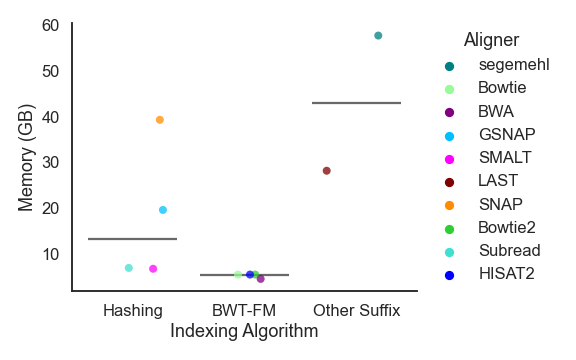 60
50
40
30
20
10
Memory (GB)
Hashing
BWT-FM
Other Suffix
Indexing Algorithm
Aligner
segemehl
Bowtie
BWA
GSNAP
SMALT
LAST
SNAP
Bowtie2
Subread
HISAT2